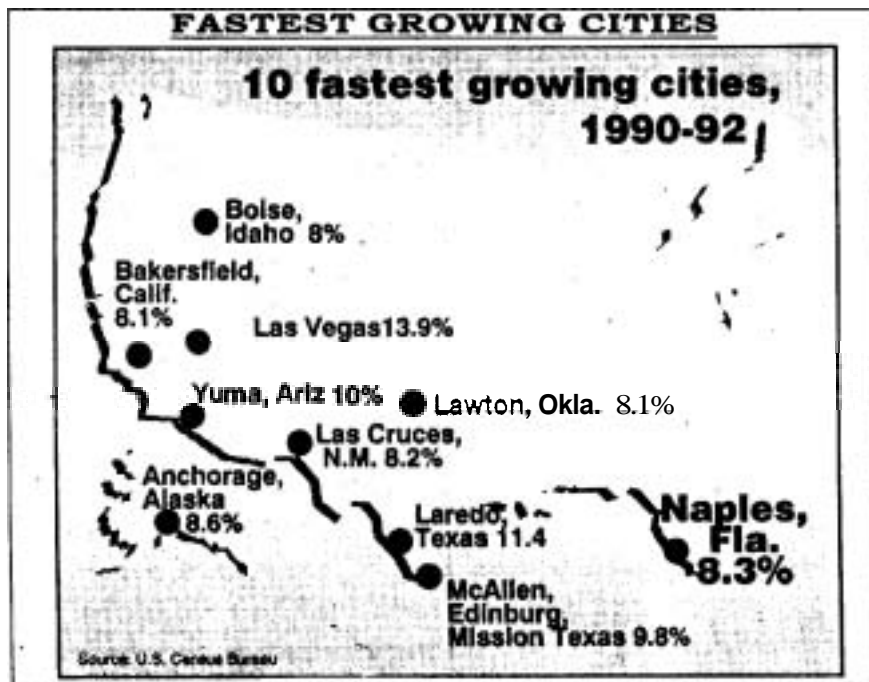 FASTEST GROWING CITIES
10 fastest growing cities,
1990-92
Boise,
Idaho 8%
Bakersfield,
Calif.
8.1%
Las Vegas13.9%
Yuma, Ariz 10%
Lawton, Okla. 8.1%
Las Cruces,
N.M. 8.2%
Anchorage,
Alaska
8.6%
Laredo,
Texas 11.4
Naples,
Fla.
8.3%
McAllen,
Edinburg,
Mission Texas 9.8%
Source: U.S. Census Bureau